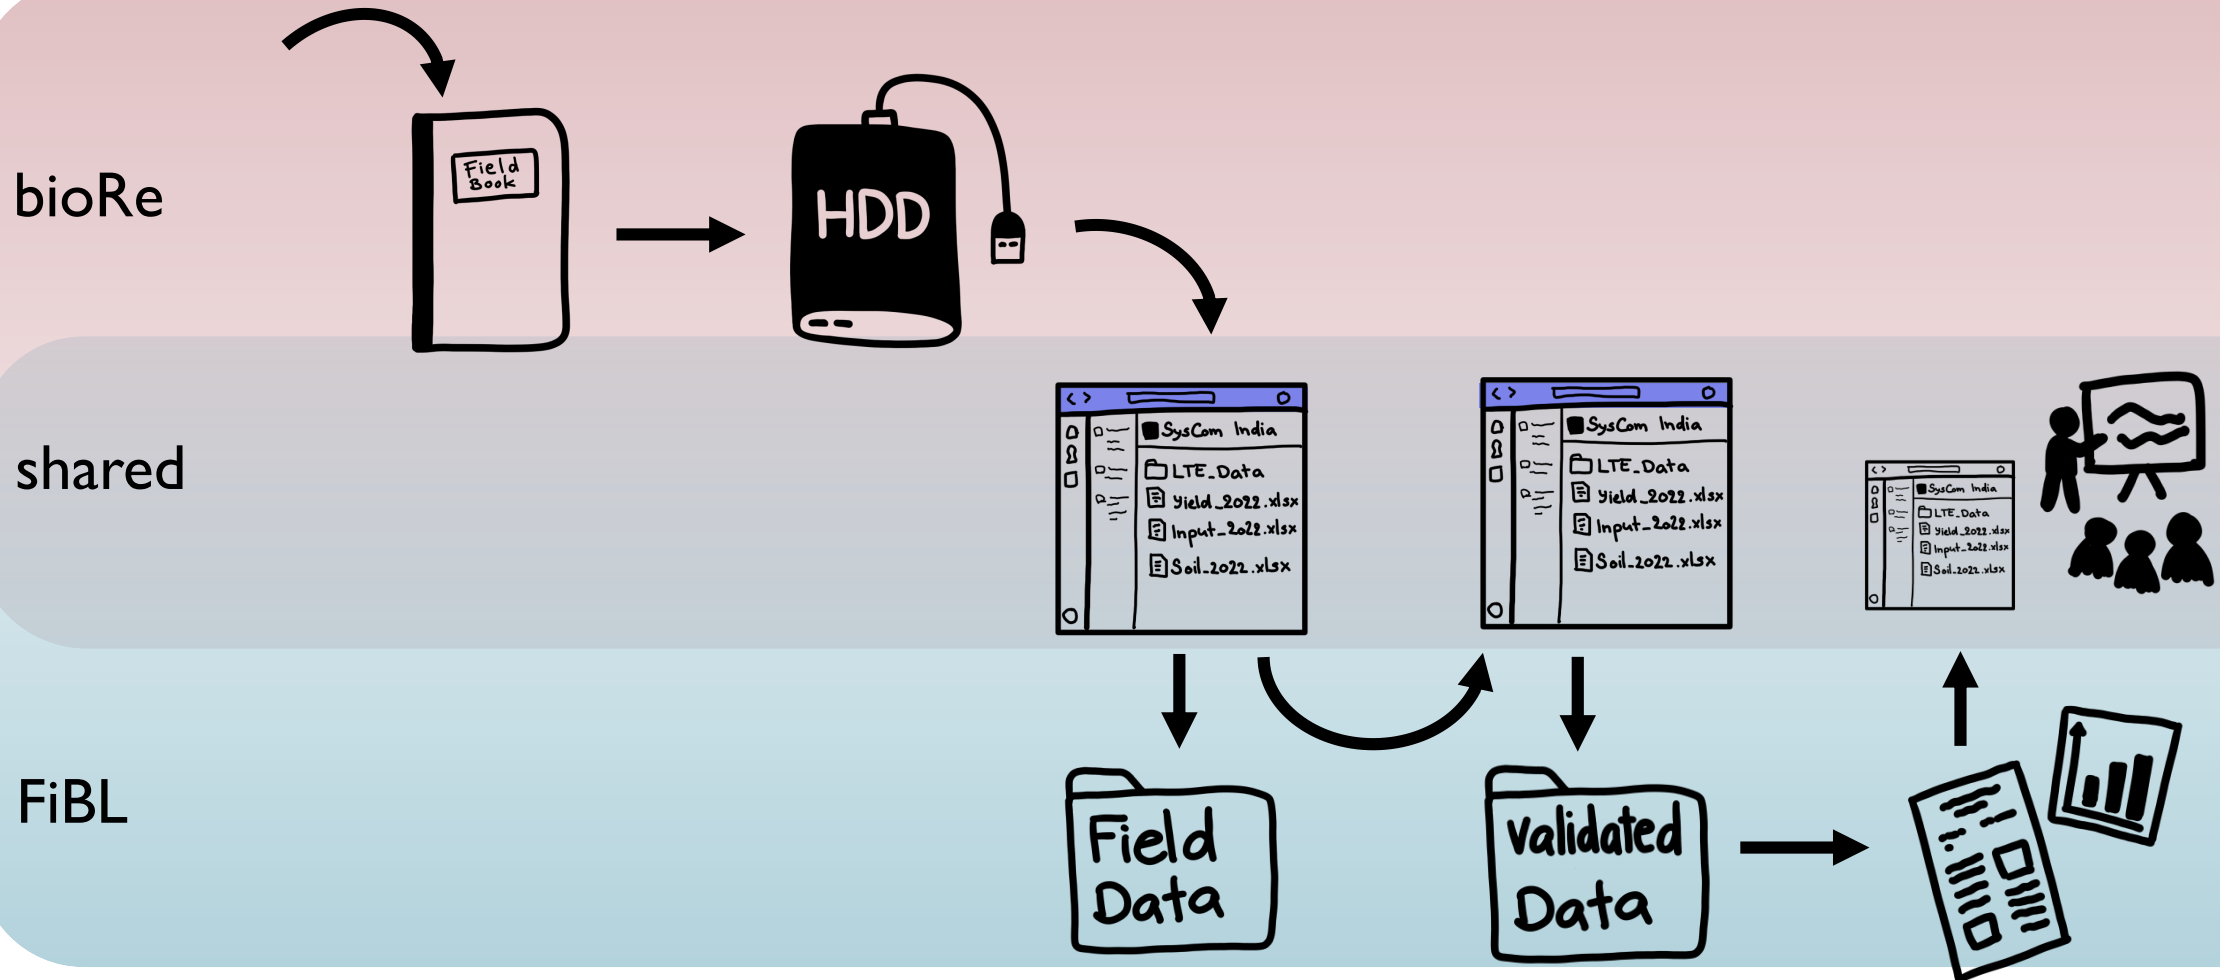 bioRe
Field
Book
HDD
shared
< >
SysCom India
LTE_Data
Yield_2022.xlsx
Input_2022.xlsx
Soil_2022.xlsx
< >
SysCom India
LTE_Data
Yield_2022.xlsx
Input_2022.xlsx
Soil_2022.xlsx
< >
SysCom India
LTE_Data
Yield_2022.xlsx
Input_2022.xlsx
Soil_2022.xlsx
FiBL
Field
Data
Validated
Data